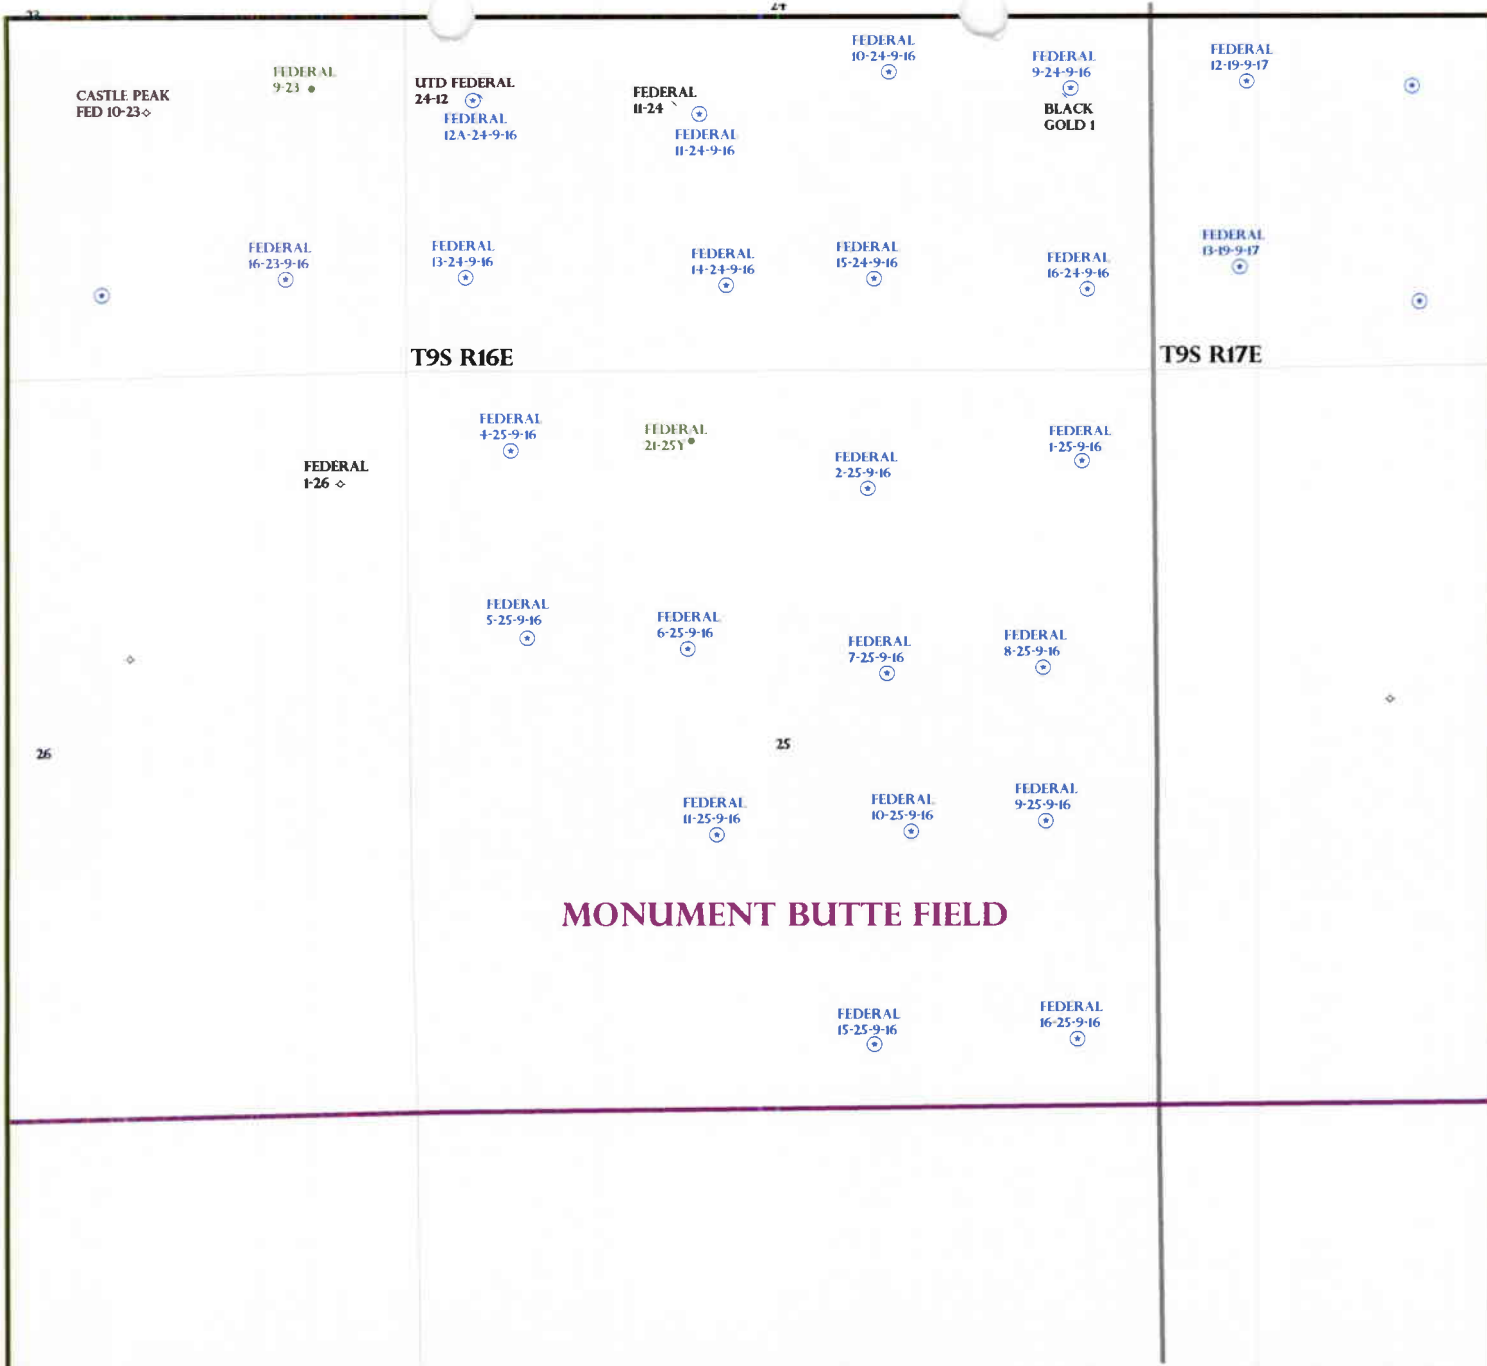 23
24
FEDERAL
10-24-9-16
FEDERAL
9-24-9-16
FEDERAL
12-19-9-17
FEDERAL
9-23
CASTLE PEAK
FED 10-23
UTD FEDERAL
24-12
FEDERAL
12A-24-9-16
FEDERAL
11-24
FEDERAL
11-24-9-16
BLACK
GOLD 1
FEDERAL
16-23-9-16
FEDERAL
13-24-9-16
FEDERAL
14-24-9-16
FEDERAL
15-24-9-16
FEDERAL
16-24-9-16
FEDERAL
13-19-9-17
T9S R16E
T9S R17E
FEDERAL
4-25-9-16
FEDERAL
21-25Y
FEDERAL
2-25-9-16
FEDERAL
1-25-9-16
FEDERAL
1-26
FEDERAL
5-25-9-16
FEDERAL
6-25-9-16
FEDERAL
7-25-9-16
FEDERAL
8-25-9-16
26
25
FEDERAL
11-25-9-16
FEDERAL
10-25-9-16
FEDERAL
9-25-9-16
MONUMENT BUTTE FIELD
FEDERAL
15-25-9-16
FEDERAL
16-25-9-16